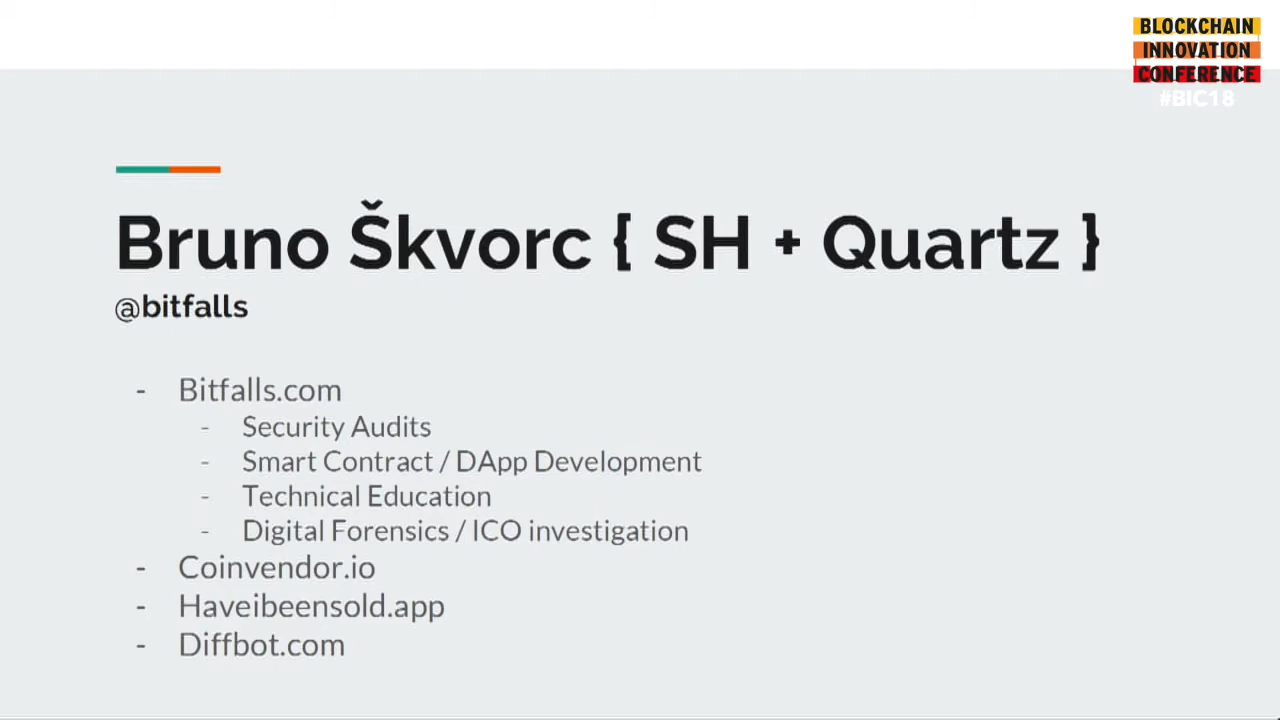 BLOCKCHAIN
INNOVATION
CONFERENCE
#BIC18
Bruno Škvorc { SH + Quartz }
@bitfalls
- Bitfalls.com
- Security Audits
- Smart Contract / DApp Development
- Technical Education
- Digital Forensics / ICO investigation
- Coinvendor.io
- Haveibeensold.app
- Diffbot.com